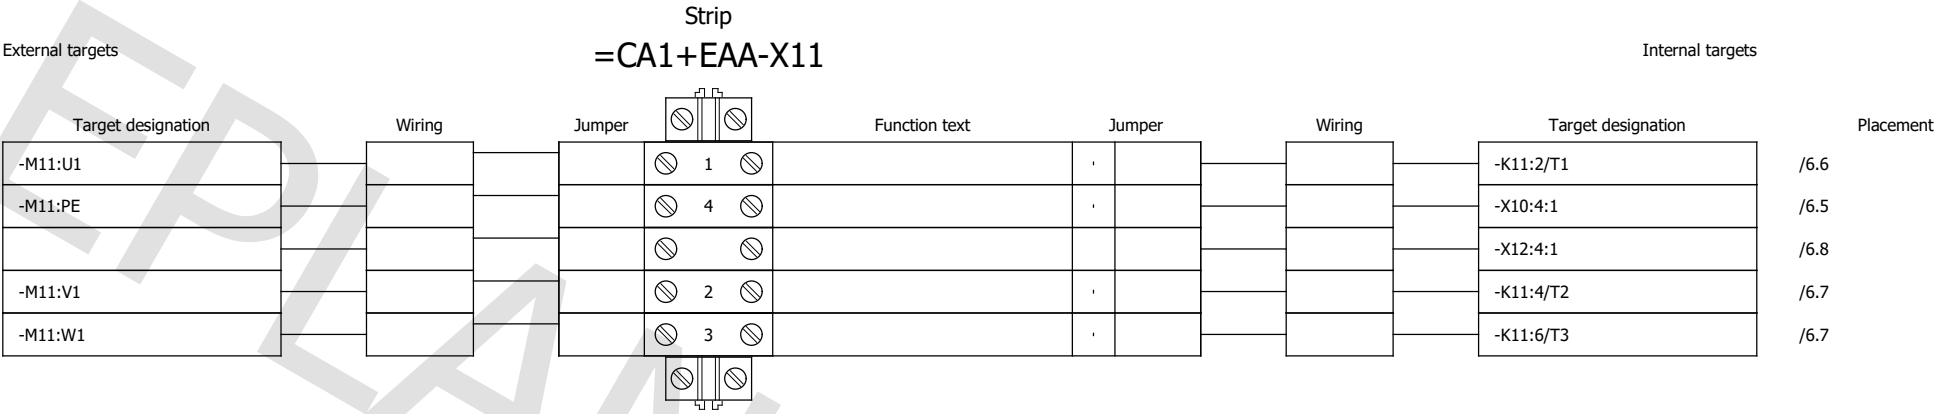 Strip
External targets =CA1+EAA-X11 Internal targets
Target designation Wiring Jumper Function text Jumper Wiring Target designation Placement
-M11:U1 1 -K11:2/T1 /6.6
-M11:PE 4 -X10:4:1 /6.5
-X12:4:1 /6.8
-M11:V1 2 -K11:4/T2 /6.7
-M11:W1 3 -K11:6/T3 /6.7
EPLAN